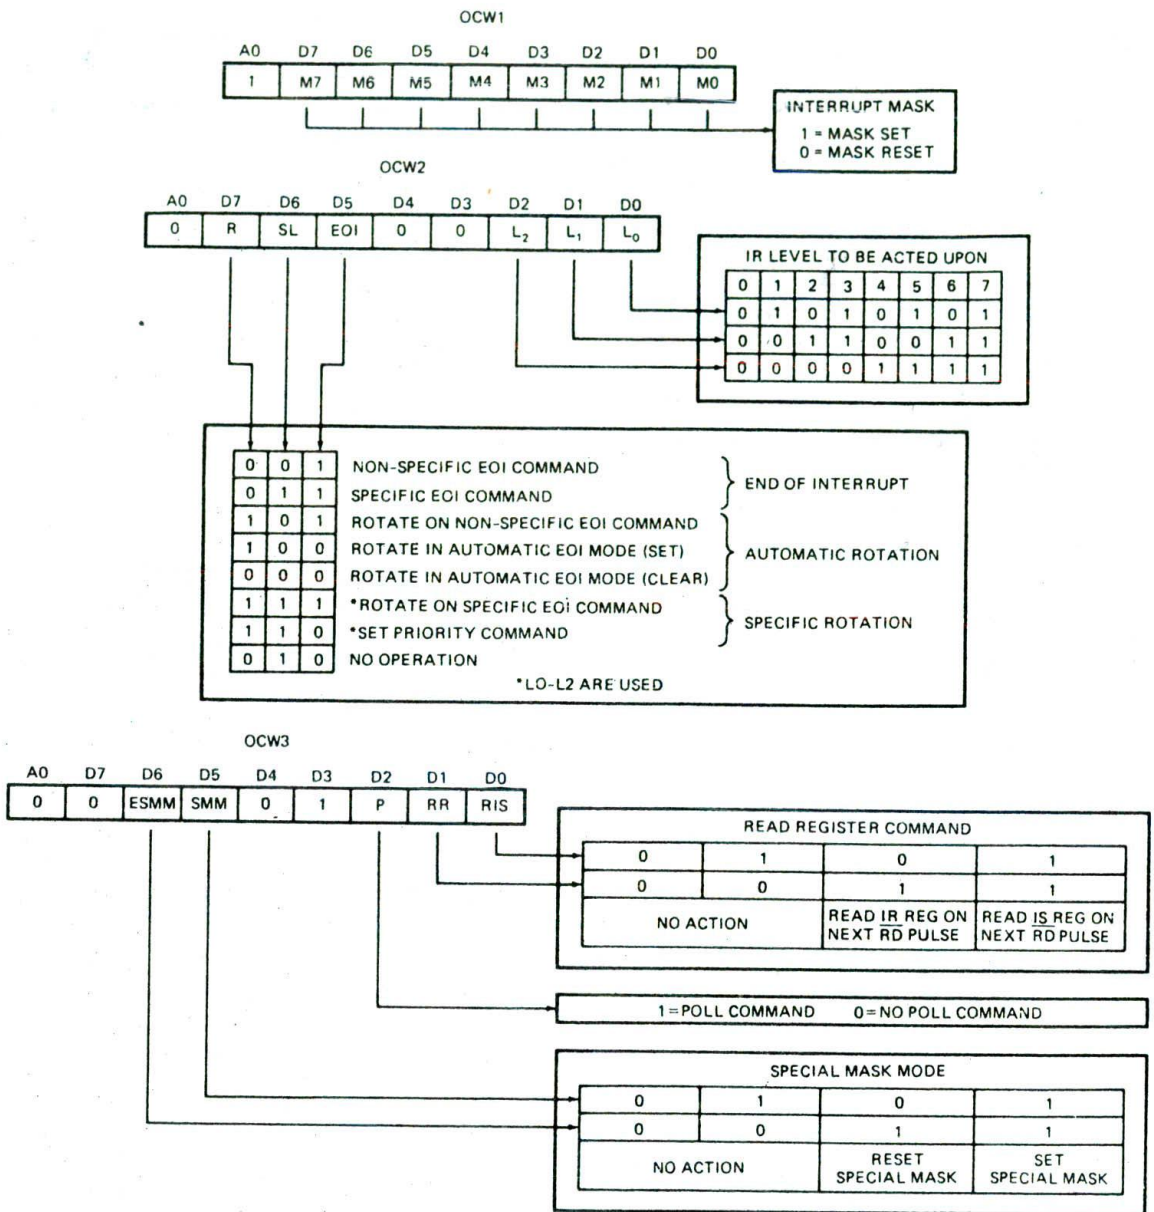 OCW1
A0 D7 D6 D5 D4 D3 D2 D1 D0
1 M7 M6 M5 M4 M3 M2 M1 M0
INTERRUPT MASK
1 = MASK SET
0 = MASK RESET
OCW2
A0 D7 D6 D5 D4 D3 D2 D1 D0
0 R SL EOI 0 0 L2 L1 L0
IR LEVEL TO BE ACTED UPON
0 1 2 3 4 5 6 7
0 1 0 1 0 1 0 1
0 0 1 1 0 0 1 1
0 0 0 0 1 1 1 1
0 0 1 NON-SPECIFIC EOI COMMAND
0 1 1 SPECIFIC EOI COMMAND
END OF INTERRUPT
1 0 1 ROTATE ON NON-SPECIFIC EOI COMMAND
1 0 0 ROTATE IN AUTOMATIC EOI MODE (SET)
0 0 0 ROTATE IN AUTOMATIC EOI MODE (CLEAR)
AUTOMATIC ROTATION
1 1 1 *ROTATE ON SPECIFIC EOI COMMAND
1 1 0 *SET PRIORITY COMMAND
SPECIFIC ROTATION
0 1 0 NO OPERATION
*LO-L2 ARE USED
OCW3
A0 D7 D6 D5 D4 D3 D2 D1 D0
0 0 ESMM SMM 0 1 P RR RIS
READ REGISTER COMMAND
0 1 0 1
0 0 1 1
NO ACTION
READ IR REG ON
NEXT RD PULSE
READ IS REG ON
NEXT RD PULSE
1=POLL COMMAND 0=NO POLL COMMAND
SPECIAL MASK MODE
0 1 0 1
0 0 1 1
NO ACTION
RESET
SPECIAL MASK
SET
SPECIAL MASK